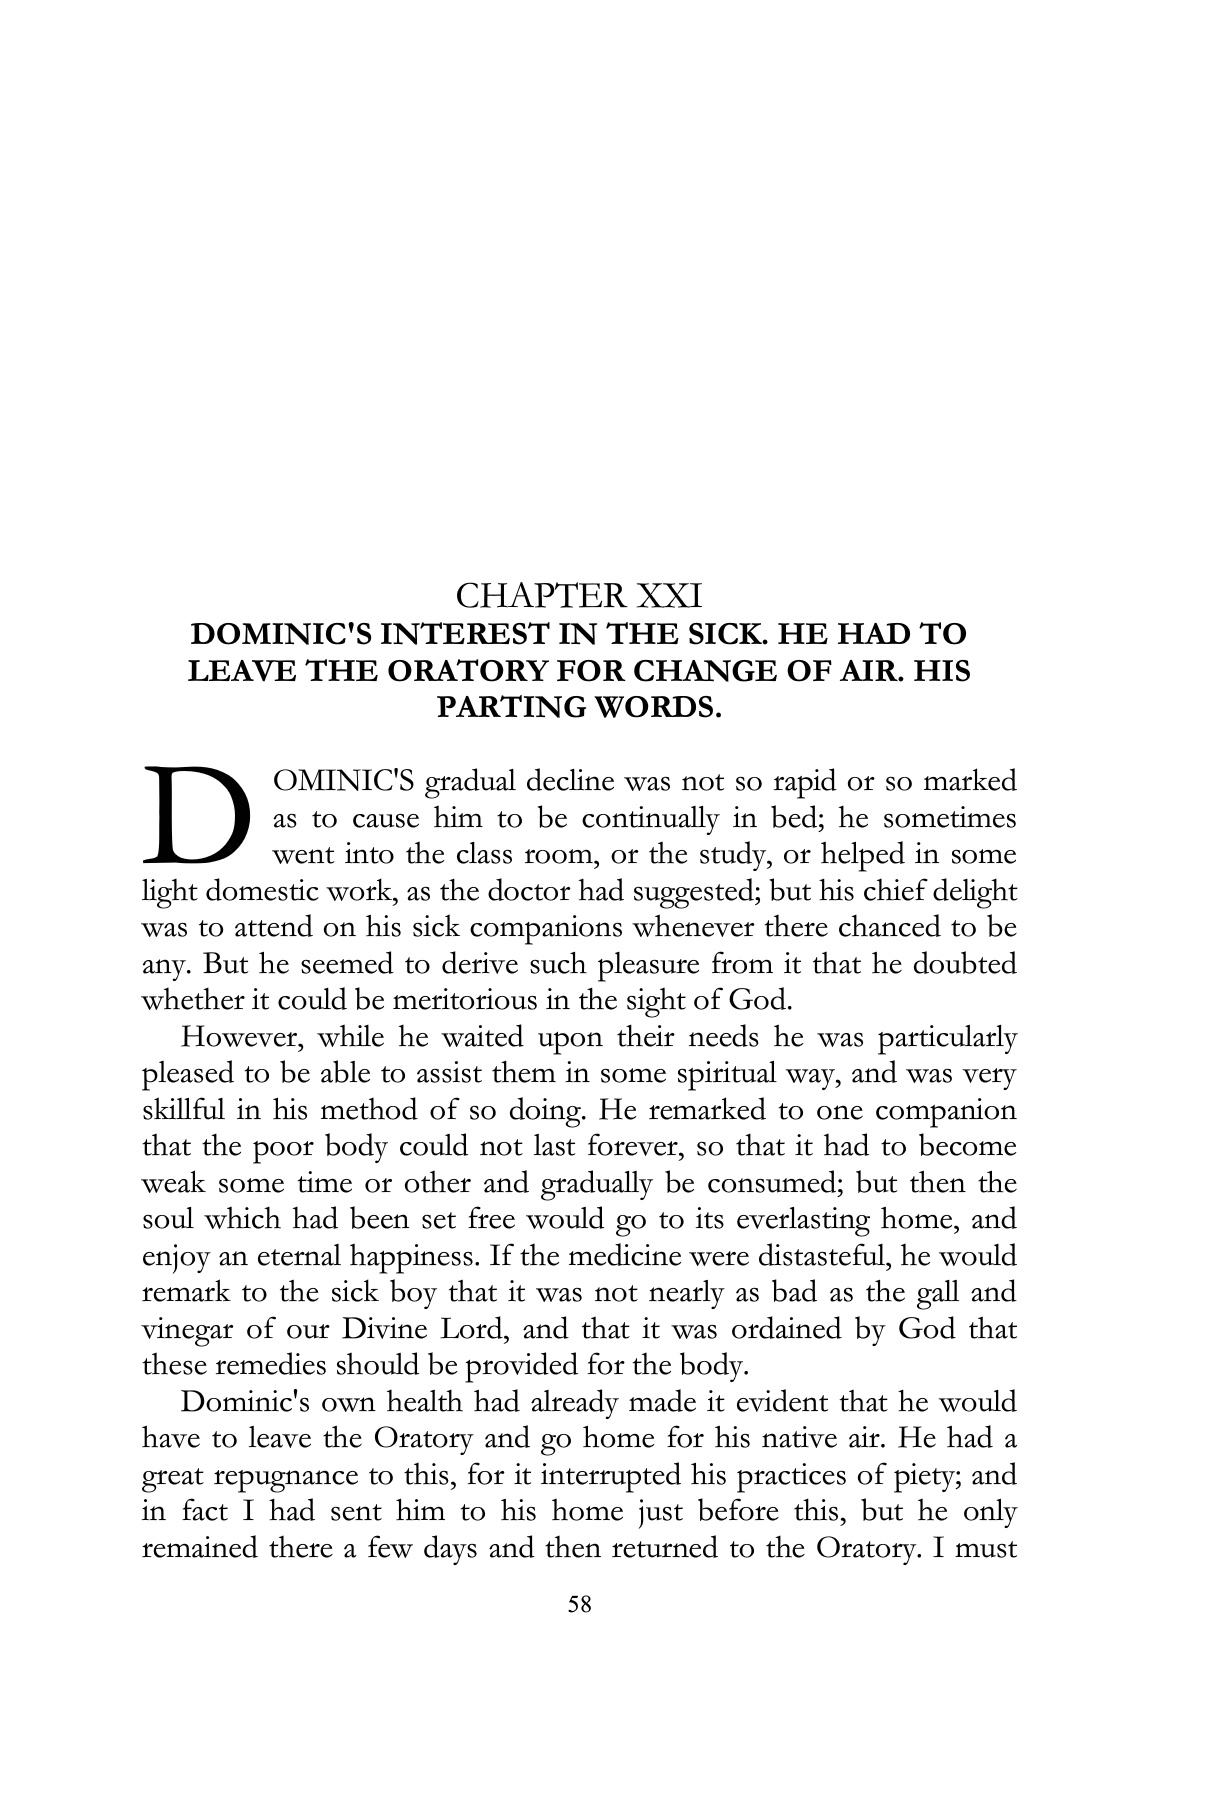 CHAPTER XXI
DOMINIC'S INTEREST IN THE SICK. HE HAD TO
LEAVE THE ORATORY FOR CHANGE OF AIR. HIS
PARTING WORDS.
DOMINIC'S gradual decline was not so rapid or so marked
as to cause him to be continually in bed; he sometimes
went into the class room, or the study, or helped in some
light domestic work, as the doctor had suggested; but his chief delight
was to attend on his sick companions whenever there chanced to be
any. But he seemed to derive such pleasure from it that he doubted
whether it could be meritorious in the sight of God.
However, while he waited upon their needs he was particularly
pleased to be able to assist them in some spiritual way, and was very
skillful in his method of so doing. He remarked to one companion
that the poor body could not last forever, so that it had to become
weak some time or other and gradually be consumed; but then the
soul which had been set free would go to its everlasting home, and
enjoy an eternal happiness. If the medicine were distasteful, he would
remark to the sick boy that it was not nearly as bad as the gall and
vinegar of our Divine Lord, and that it was ordained by God that
these remedies should be provided for the body.
Dominic's own health had already made it evident that he would
have to leave the Oratory and go home for his native air. He had a
great repugnance to this, for it interrupted his practices of piety; and
in fact I had sent him to his home just before this, but he only
remained there a few days and then returned to the Oratory. I must
58